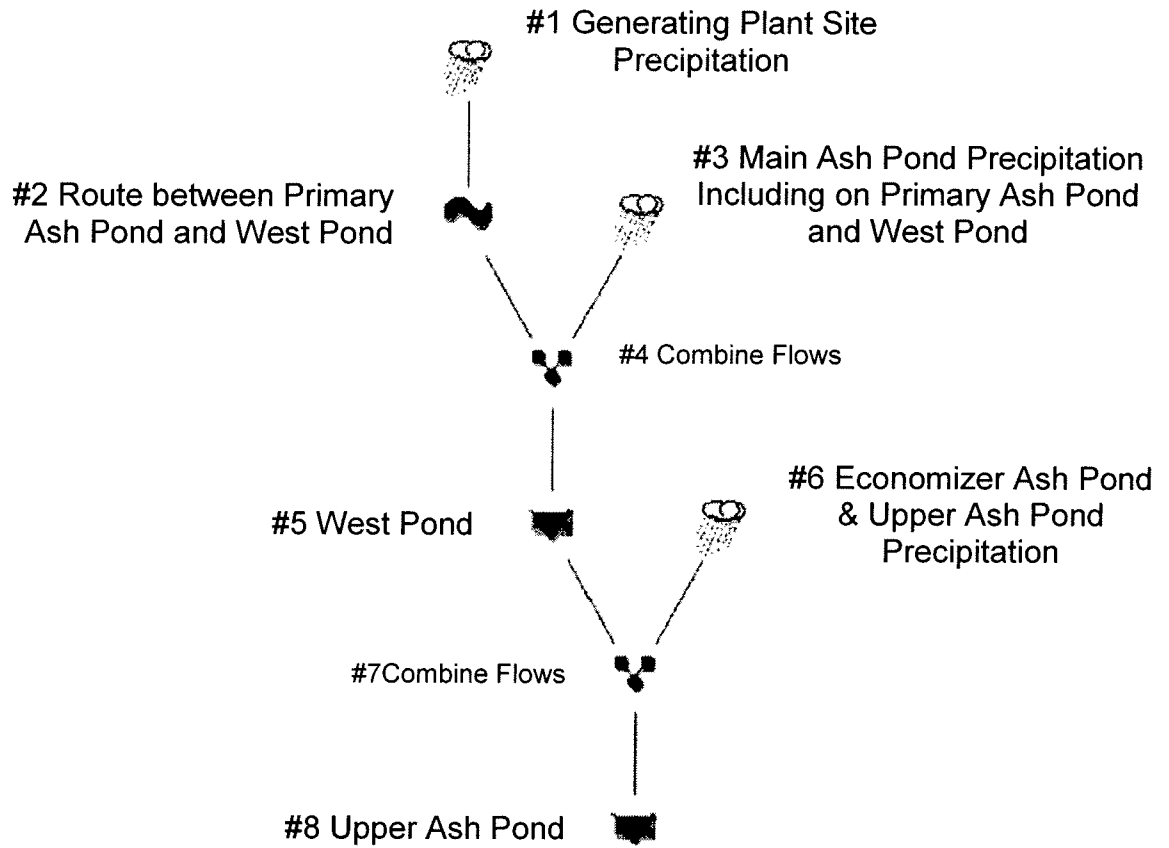 #1 Generating Plant Site
Precipitation
#2 Route between Primary
Ash Pond and West Pond
#3 Main Ash Pond Precipitation
Including on Primary Ash Pond
and West Pond
#4 Combine Flows
#5 West Pond
#6 Economizer Ash Pond
& Upper Ash Pond
Precipitation
#7Combine Flows
#8 Upper Ash Pond